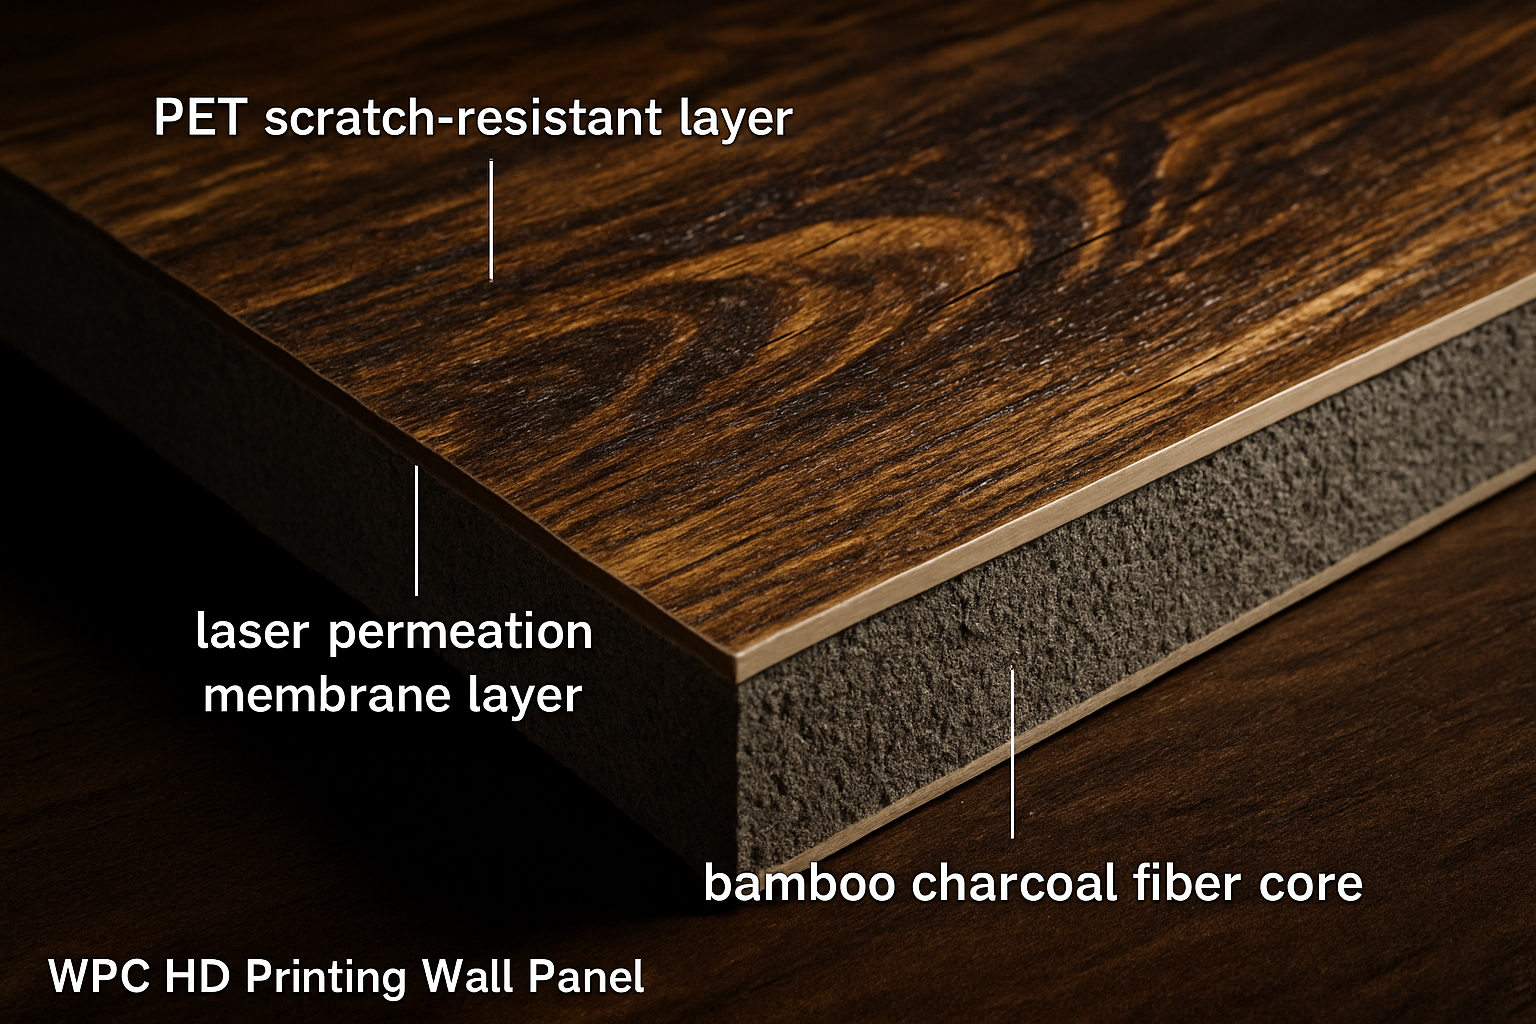 PET scratch-resistant layer
laser permeation
membrane layer
bamboo charcoal fiber core
WPC HD Printing Wall Panel